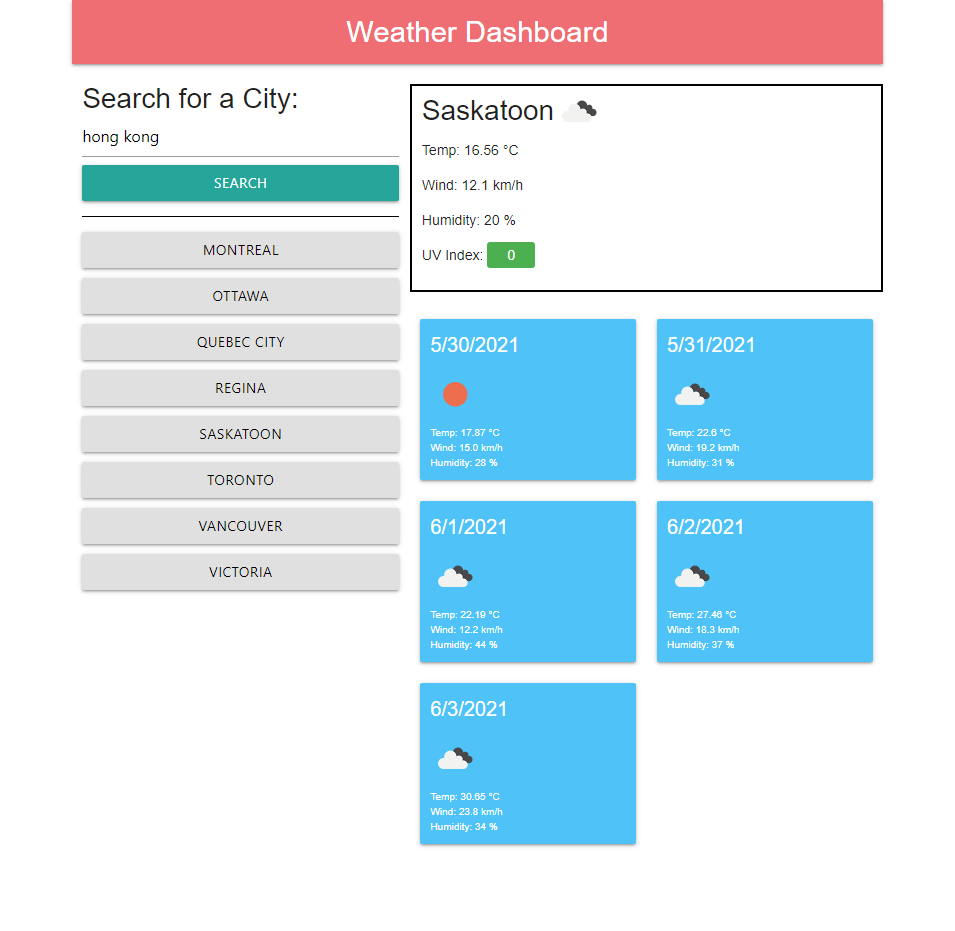 Weather Dashboard
Search for a City:
hong kong
SEARCH
MONTREAL
OTTAWA
QUEBEC CITY
REGINA
SASKATOON
TORONTO
VANCOUVER
VICTORIA
Saskatoon
Temp: 16.56 °C
Wind: 12.1 km/h
Humidity: 20 %
UV Index: 0
5/30/2021
Temp: 17.87 °C
Wind: 15.0 km/h
Humidity: 28 %
5/31/2021
Temp: 22.6 °C
Wind: 19.2 km/h
Humidity: 31 %
6/1/2021
Temp: 22.19 °C
Wind: 12.2 km/h
Humidity: 44 %
6/2/2021
Temp: 27.46 °C
Wind: 18.3 km/h
Humidity: 37 %
6/3/2021
Temp: 30.65 °C
Wind: 23.8 km/h
Humidity: 34 %